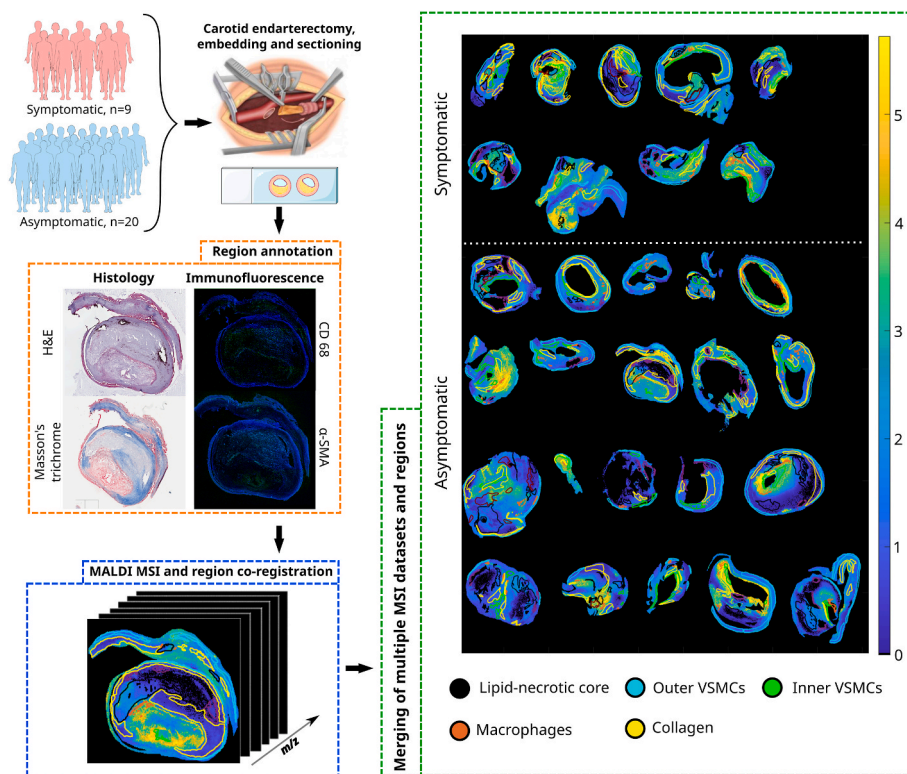 Carotid endarterectomy,
embedding and sectioning
Symptomatic, n=9
Asymptomatic, n=20
Region annotation
Histology
Immunofluorescence
H&E
CD 68
Masson's
trichrome
α-SMA
MALDI MSI and region co-registration
m/z
Merging of multiple MSI datasets and regions
Symptomatic
Asymptomatic
5
4
3
2
1
0
Lipid-necrotic core
Outer VSMCs
Inner VSMCs
Macrophages
Collagen